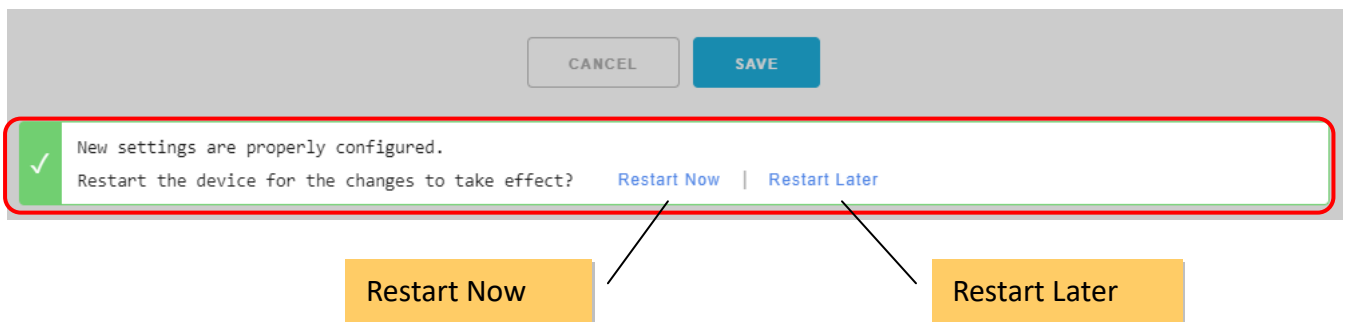 CANCEL SAVE
New settings are properly configured.
Restart the device for the changes to take effect? Restart Now | Restart Later
Restart Now Restart Later